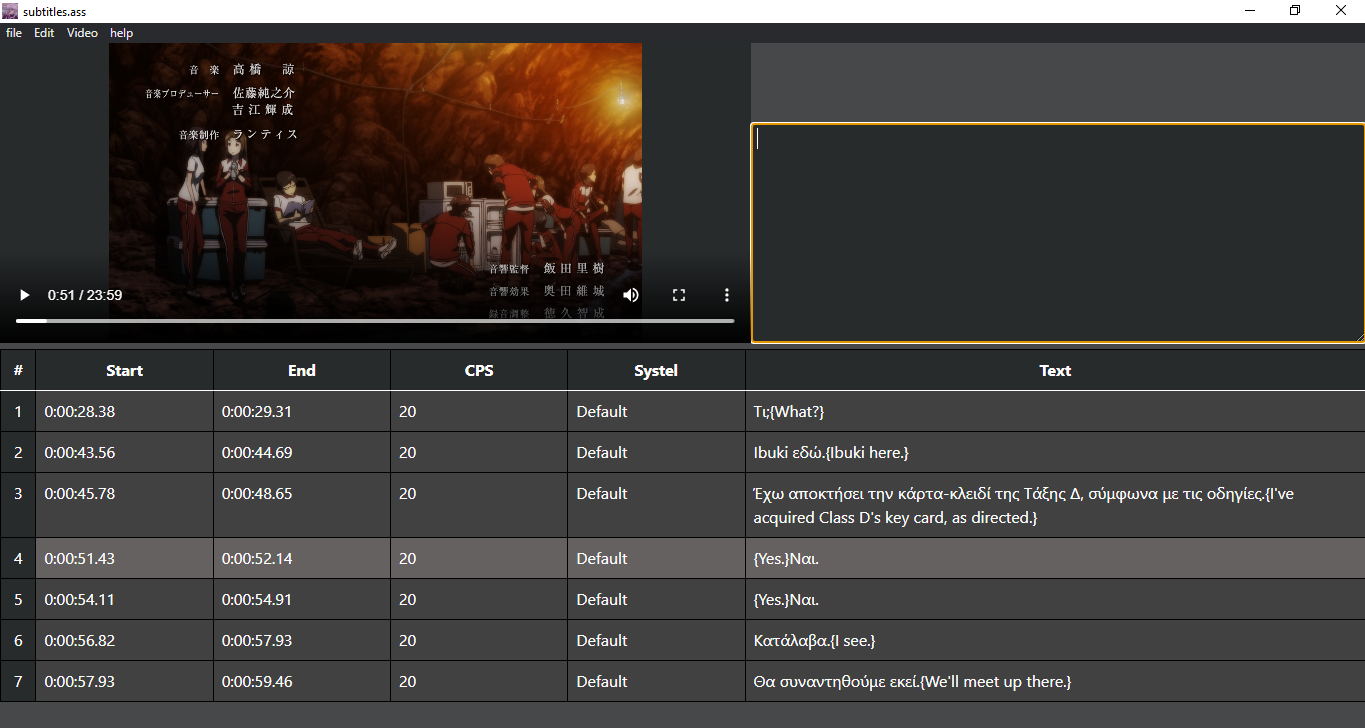 subtitles.ass
file Edit Video help
音 楽 高橋 諒
音楽プロデューサー 佐藤純之介
吉江輝成
音楽制作 ランティス
音響監督 飯田里樹
音響効果 奥田維城
録音調整 徳久智成
0:51 / 23:59
# Start End CPS Systel Text
1 0:00:28.38 0:00:29.31 20 Default Τι;{What?}
2 0:00:43.56 0:00:44.69 20 Default Ibuki εδώ.{Ibuki here.}
3 0:00:45.78 0:00:48.65 20 Default Έχω αποκτήσει την κάρτα-κλειδί της Τάξης Δ, σύμφωνα με τις οδηγίες.{I've
acquired Class D's key card, as directed.}
4 0:00:51.43 0:00:52.14 20 Default {Yes.}Ναι.
5 0:00:54.11 0:00:54.91 20 Default {Yes.}Ναι.
6 0:00:56.82 0:00:57.93 20 Default Κατάλαβα.{I see.}
7 0:00:57.93 0:00:59.46 20 Default Θα συναντηθούμε εκεί.{We'll meet up there.}